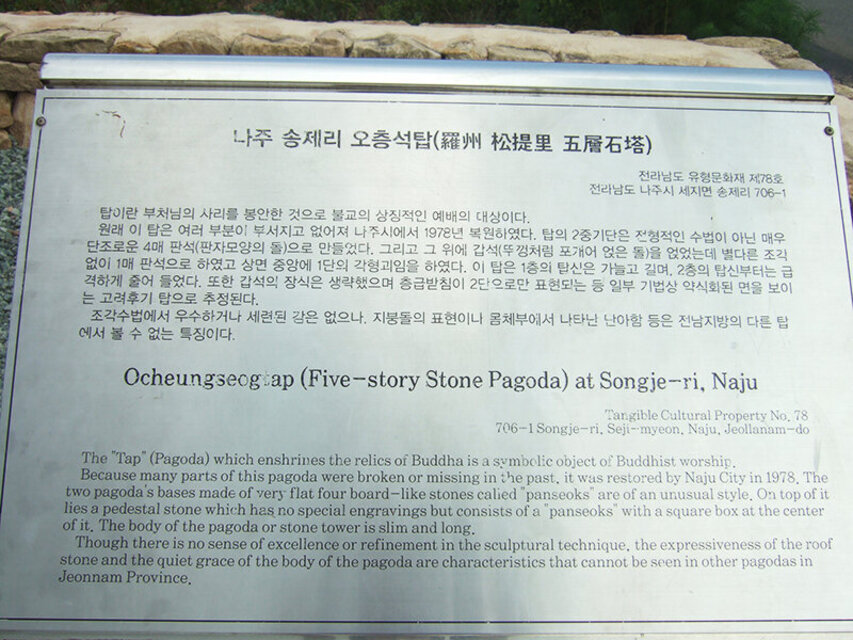 나주 송제리 오층석탑(羅州 松提里 五層石塔)
전라남도 유형문화재 제78호
전라남도 나주시 세지면 송제리 706-1
탑이란 부처님의 사리를 봉안한 것으로 불교의 상징적인 예배의 대상이다.
원래 이 탑은 여러 부분이 부서지고 없어져 나주시에서 1978년 복원하였다. 탑의 2중기단은 전형적인 수법이 아닌 매우
단조로운 4매 판석(판자모양의 돌)으로 만들었다. 그리고 그 위에 갑석(뚜껑처럼 포개어 얹은 돌)을 얹었는데 별다른 조각
없이 1매 판석으로 하였고 상면 중앙에 1단의 각형괴임을 하였다. 이 탑은 1층의 탑신은 가늘고 길며, 2층의 탑신부터는 급
격하게 줄어 들었다. 또한 갑석의 장식은 생략했으며 층급받침이 2단으로만 표현되는 등 일부 기법상 약식화된 면을 보이
는 고려후기 탑으로 추정된다.
조각수법에서 우수하거나 세련된 감은 없으나, 지붕돌의 표현이나 몸체부에서 나타난 단아함 등은 전남지방의 다른 탑
에서 볼 수 없는 특징이다.
Ocheungseogtap (Five-story Stone Pagoda) at Songje-ri, Naju
Tangible Cultural Property No. 78
706-1 Songje-ri, Seji-myeon, Naju, Jeollanam-do
The "Tap" (Pagoda) which enshrines the relics of Buddha is a symbolic object of Buddhist worship.
Because many parts of this pagoda were broken or missing in the past, it was restored by Naju City in 1978. The
two pagoda's bases made of very flat four board-like stones called "panseoks" are of an unusual style. On top of it
lies a pedestal stone which has no special engravings but consists of a "panseoks" with a square box at the center
of it. The body of the pagoda or stone tower is slim and long.
Though there is no sense of excellence or refinement in the sculptural technique, the expressiveness of the roof
stone and the quiet grace of the body of the pagoda are characteristics that cannot be seen in other pagodas in
Jeonnam Province.